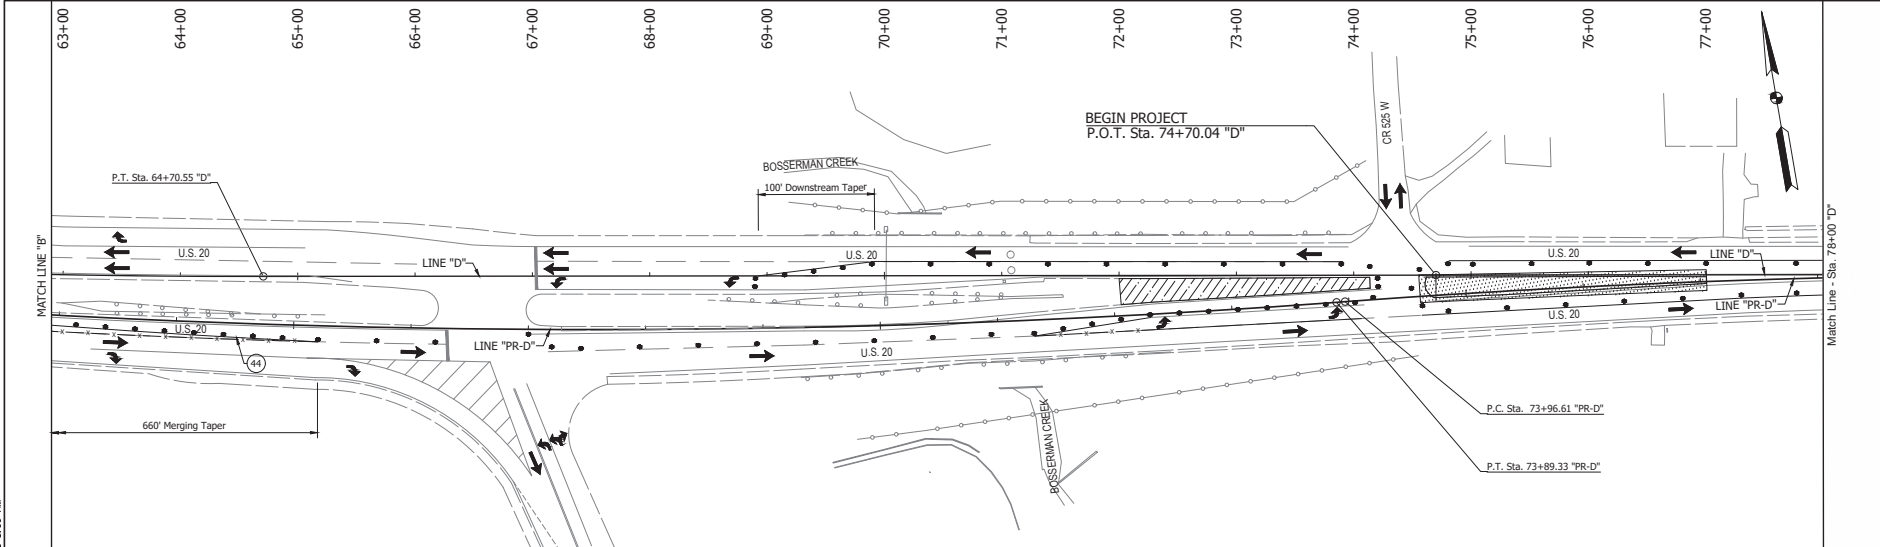 63+00
64+00
65+00
66+00
67+00
68+00
69+00
70+00
71+00
72+00
73+00
74+00
75+00
76+00
77+00
BEGIN PROJECT
P.O.T. Sta. 74+70.04 "D"
CR 525 W
BOSSERMAN CREEK
P.T. Sta. 64+70.55 "D"
100' Downstream Taper
MATCH LINE "B"
U.S. 20
LINE "D"
U.S. 20
U.S. 20
LINE "D"
Match Line - Sta. 78+00 "D"
LINE "PR-D"
U.S. 20
U.S. 20
LINE "PR-D"
U.S. 20
44
P.C. Sta. 73+96.61 "PR-D"
660' Merging Taper
BOSSERMAN CREEK
P.T. Sta. 73+89.33 "PR-D"